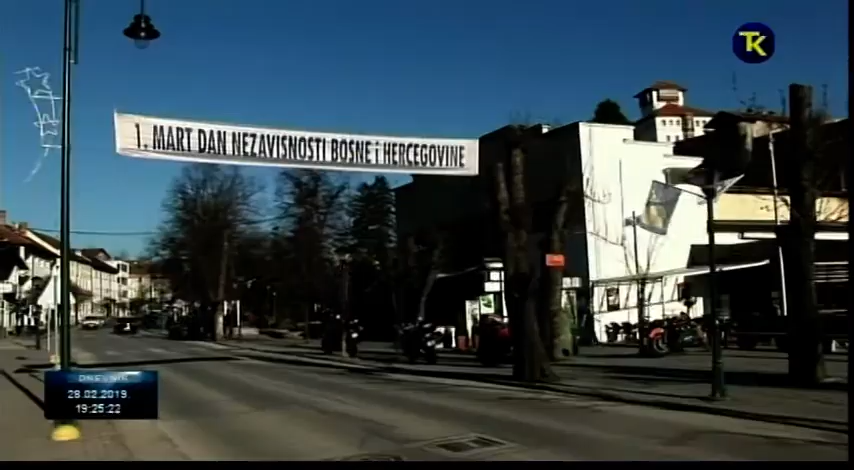 TK
1. MART DAN NEZAVISNOSTI BOSNE i HERCEGOVINE
DNEVNIK
28.02.2019.
19:25:22